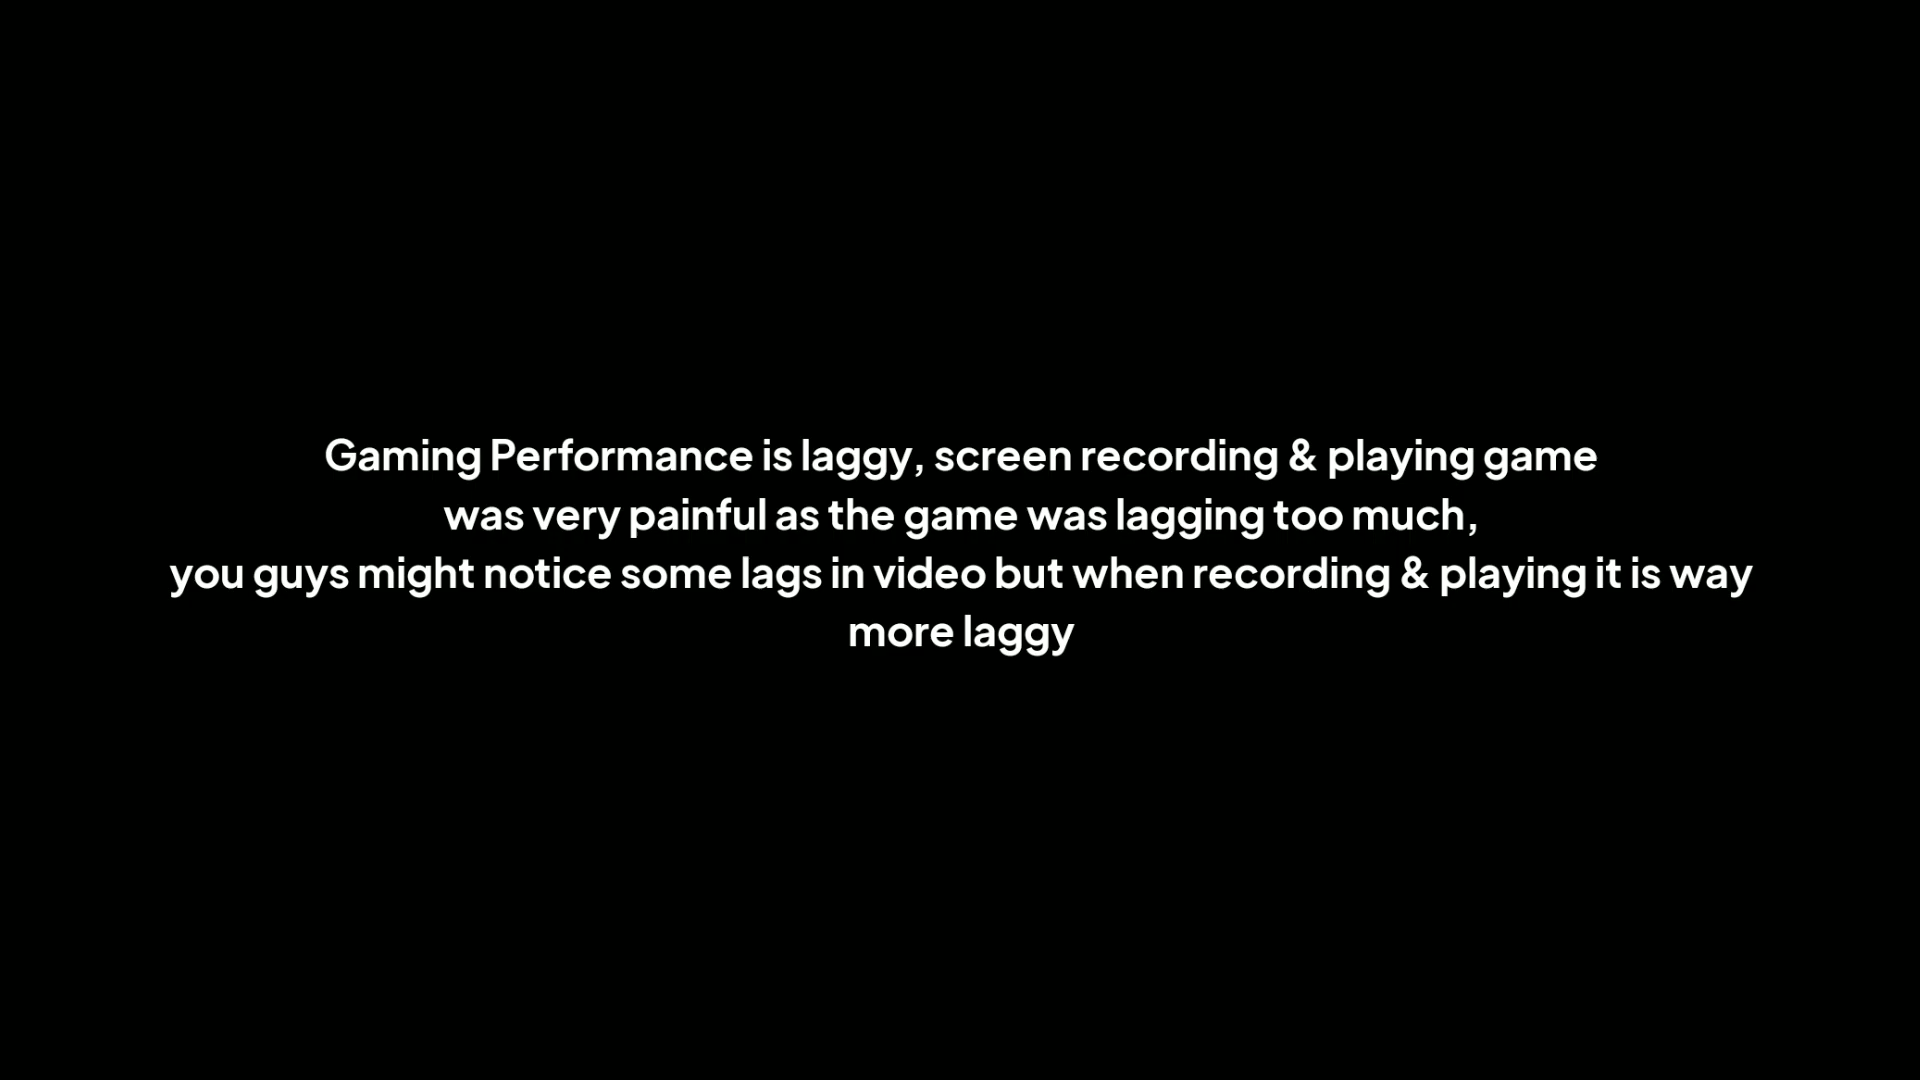 Gaming Performance is laggy, screen recording & playing game
was very painful as the game was lagging too much,
you guys might notice some lags in video but when recording & playing it is way
more laggy